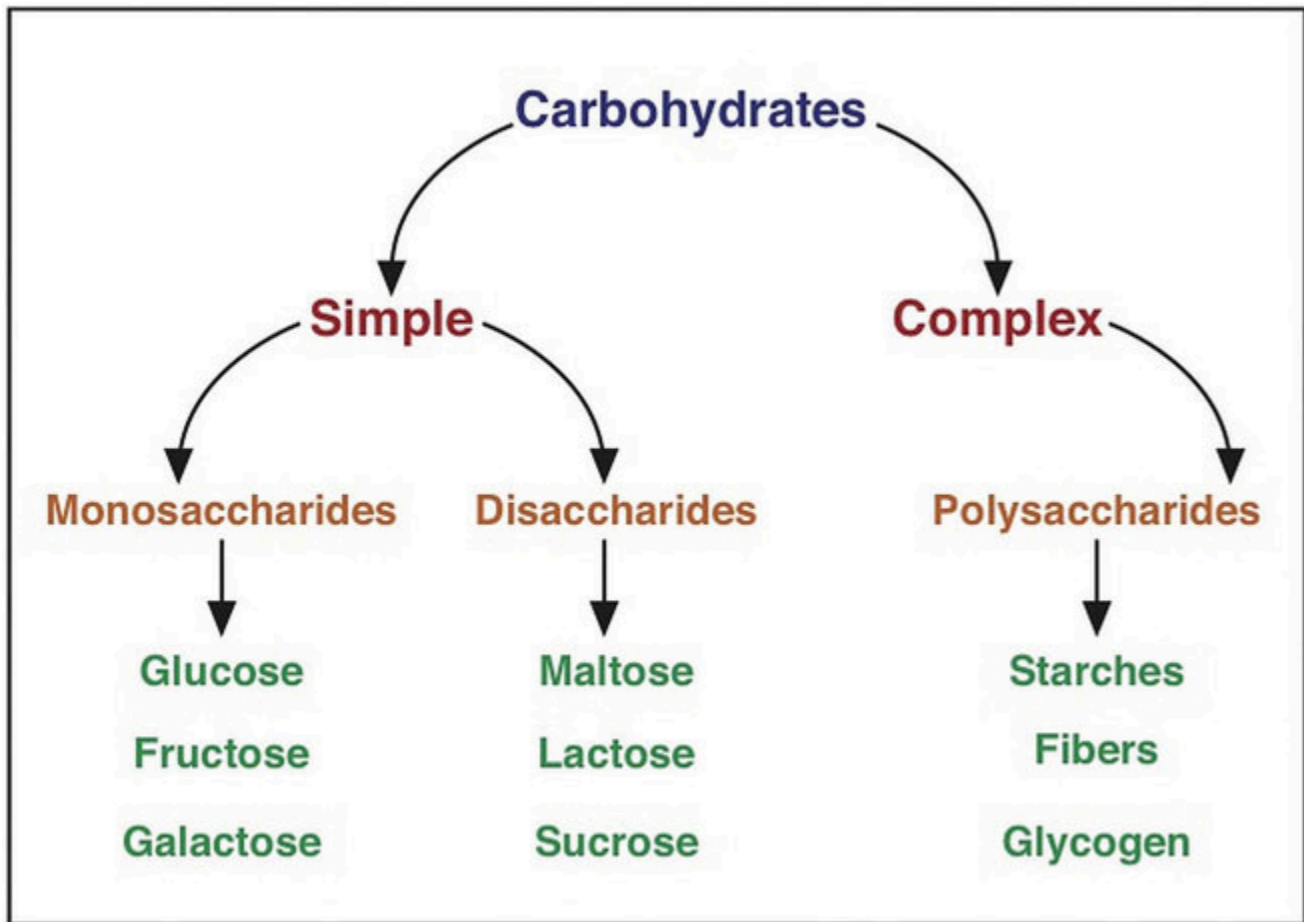 Carbohydrates
Simple
Complex
Monosaccharides
Disaccharides
Polysaccharides
Glucose
Maltose
Starches
Fructose
Lactose
Fibers
Galactose
Sucrose
Glycogen